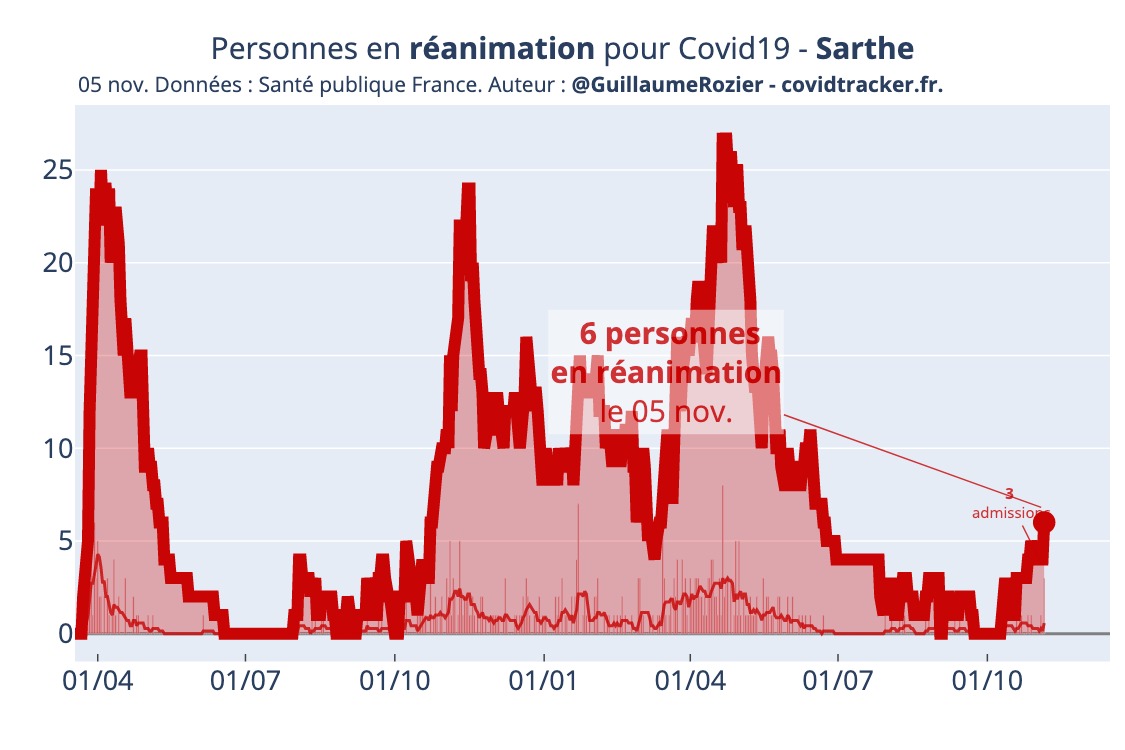 Personnes en réanimation pour Covid19 - Sarthe
05 nov. Données : Santé publique France. Auteur : @GuillaumeRozier - covidtracker.fr.
25
20
15
10
5
0
6 personnes
en réanimation
le 05 nov.
3
admissions
01/04
01/07
01/10
01/01
01/04
01/07
01/10